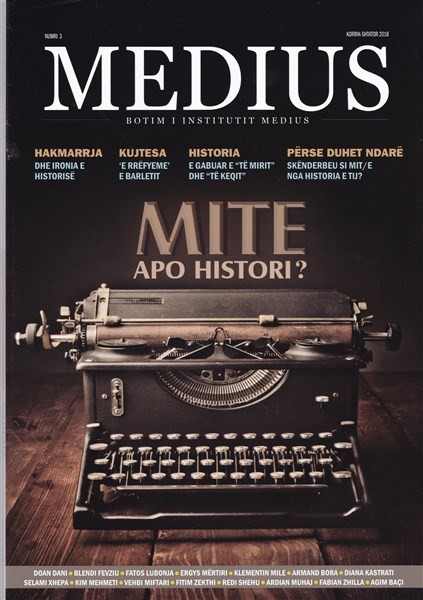 NUMRI 3
KORRIK-SHTATOR 2018
MEDIUS
BOTIM I INSTITUTIT MEDIUS
HAKMARRJA
DHE IRONIA E
HISTORISË
KUJTESA
'E RRËFYEME'
E BARLETIT
HISTORIA
E GABUAR E "TË MIRIT"
DHE "TË KEQIT"
PËRSE DUHET NDARË
SKËNDERBEU SI MIT/E
NGA HISTORIA E TIJ?
MITE
APO HISTORI?
DOAN DANI • BLENDI FEVZIU • FATOS LUBONJA • ERGYS MËRTIRI • KLEMENTIN MILE • ARMAND BORA • DIANA KASTRATI
SELAMI XHEPA • KIM MEHMETI • VEHBI MIFTARI • FITIM ZEKTHI • REDI SHEHU • ARDIAN MUHAJ • FABIAN ZHILLA • AGIM BAÇI